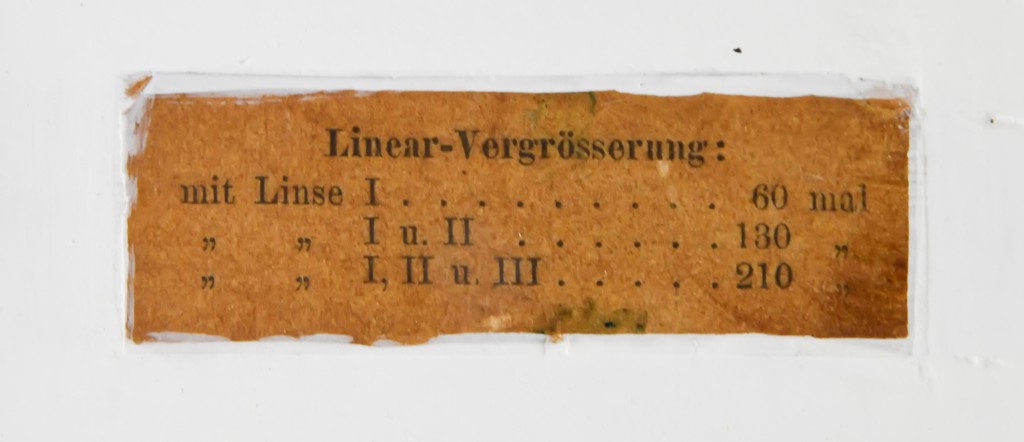 Linear-Vergrösserung:
mit Linse I . . . . . . . . . 60 mal
„ „ I u. II . . . . . . 130 „
„ „ I, II u. III . . . . . 210 „